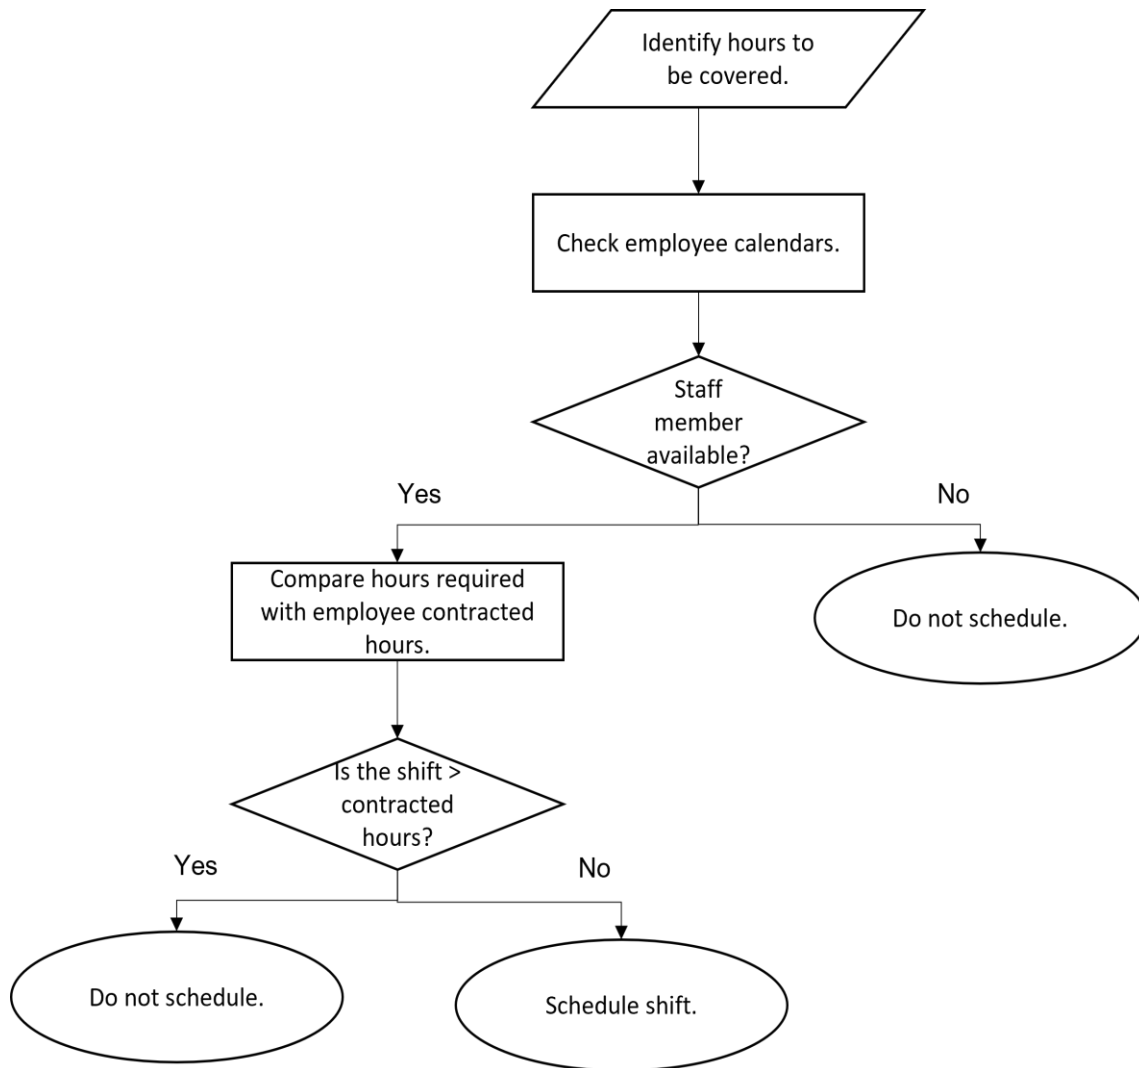 Identify hours to
be covered.
Check employee calendars.
Staff
member
available?
Yes
No
Compare hours required
with employee contracted
hours.
Do not schedule.
Is the shift >
contracted
hours?
Yes
No
Do not schedule.
Schedule shift.